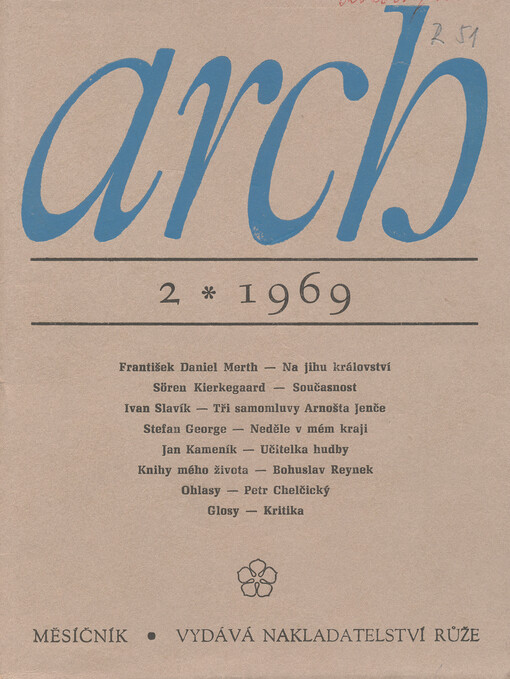 R 51
arch
2 * 1969
František Daniel Merth — Na jihu království
Sören Kierkegaard — Současnost
Ivan Slavík — Tři samomluvy Arnošta Jenče
Stefan George — Neděle v mém kraji
Jan Kameník — Učitelka hudby
Knihy mého života — Bohuslav Reynek
Ohlasy — Petr Chelčický
Glosy — Kritika
MĚSÍČNÍK • VYDÁVÁ NAKLADATELSTVÍ RŮŽE